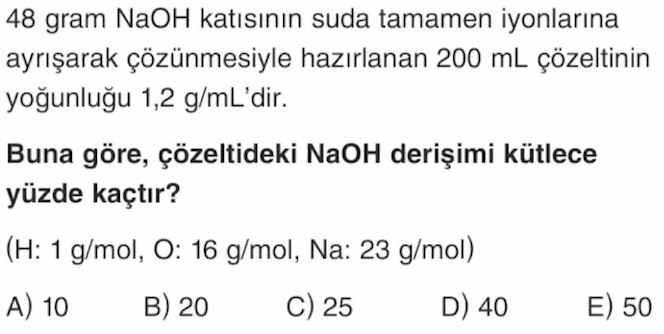 48 gram NaOH katısının suda tamamen iyonlarına
ayrışarak çözünmesiyle hazırlanan 200 mL çözeltinin
yoğunluğu 1,2 g/mL'dir.
Buna göre, çözeltideki NaOH derişimi kütlece
yüzde kaçtır?
(H: 1 g/mol, O: 16 g/mol, Na: 23 g/mol)
A) 10 B) 20 C) 25 D) 40 E) 50